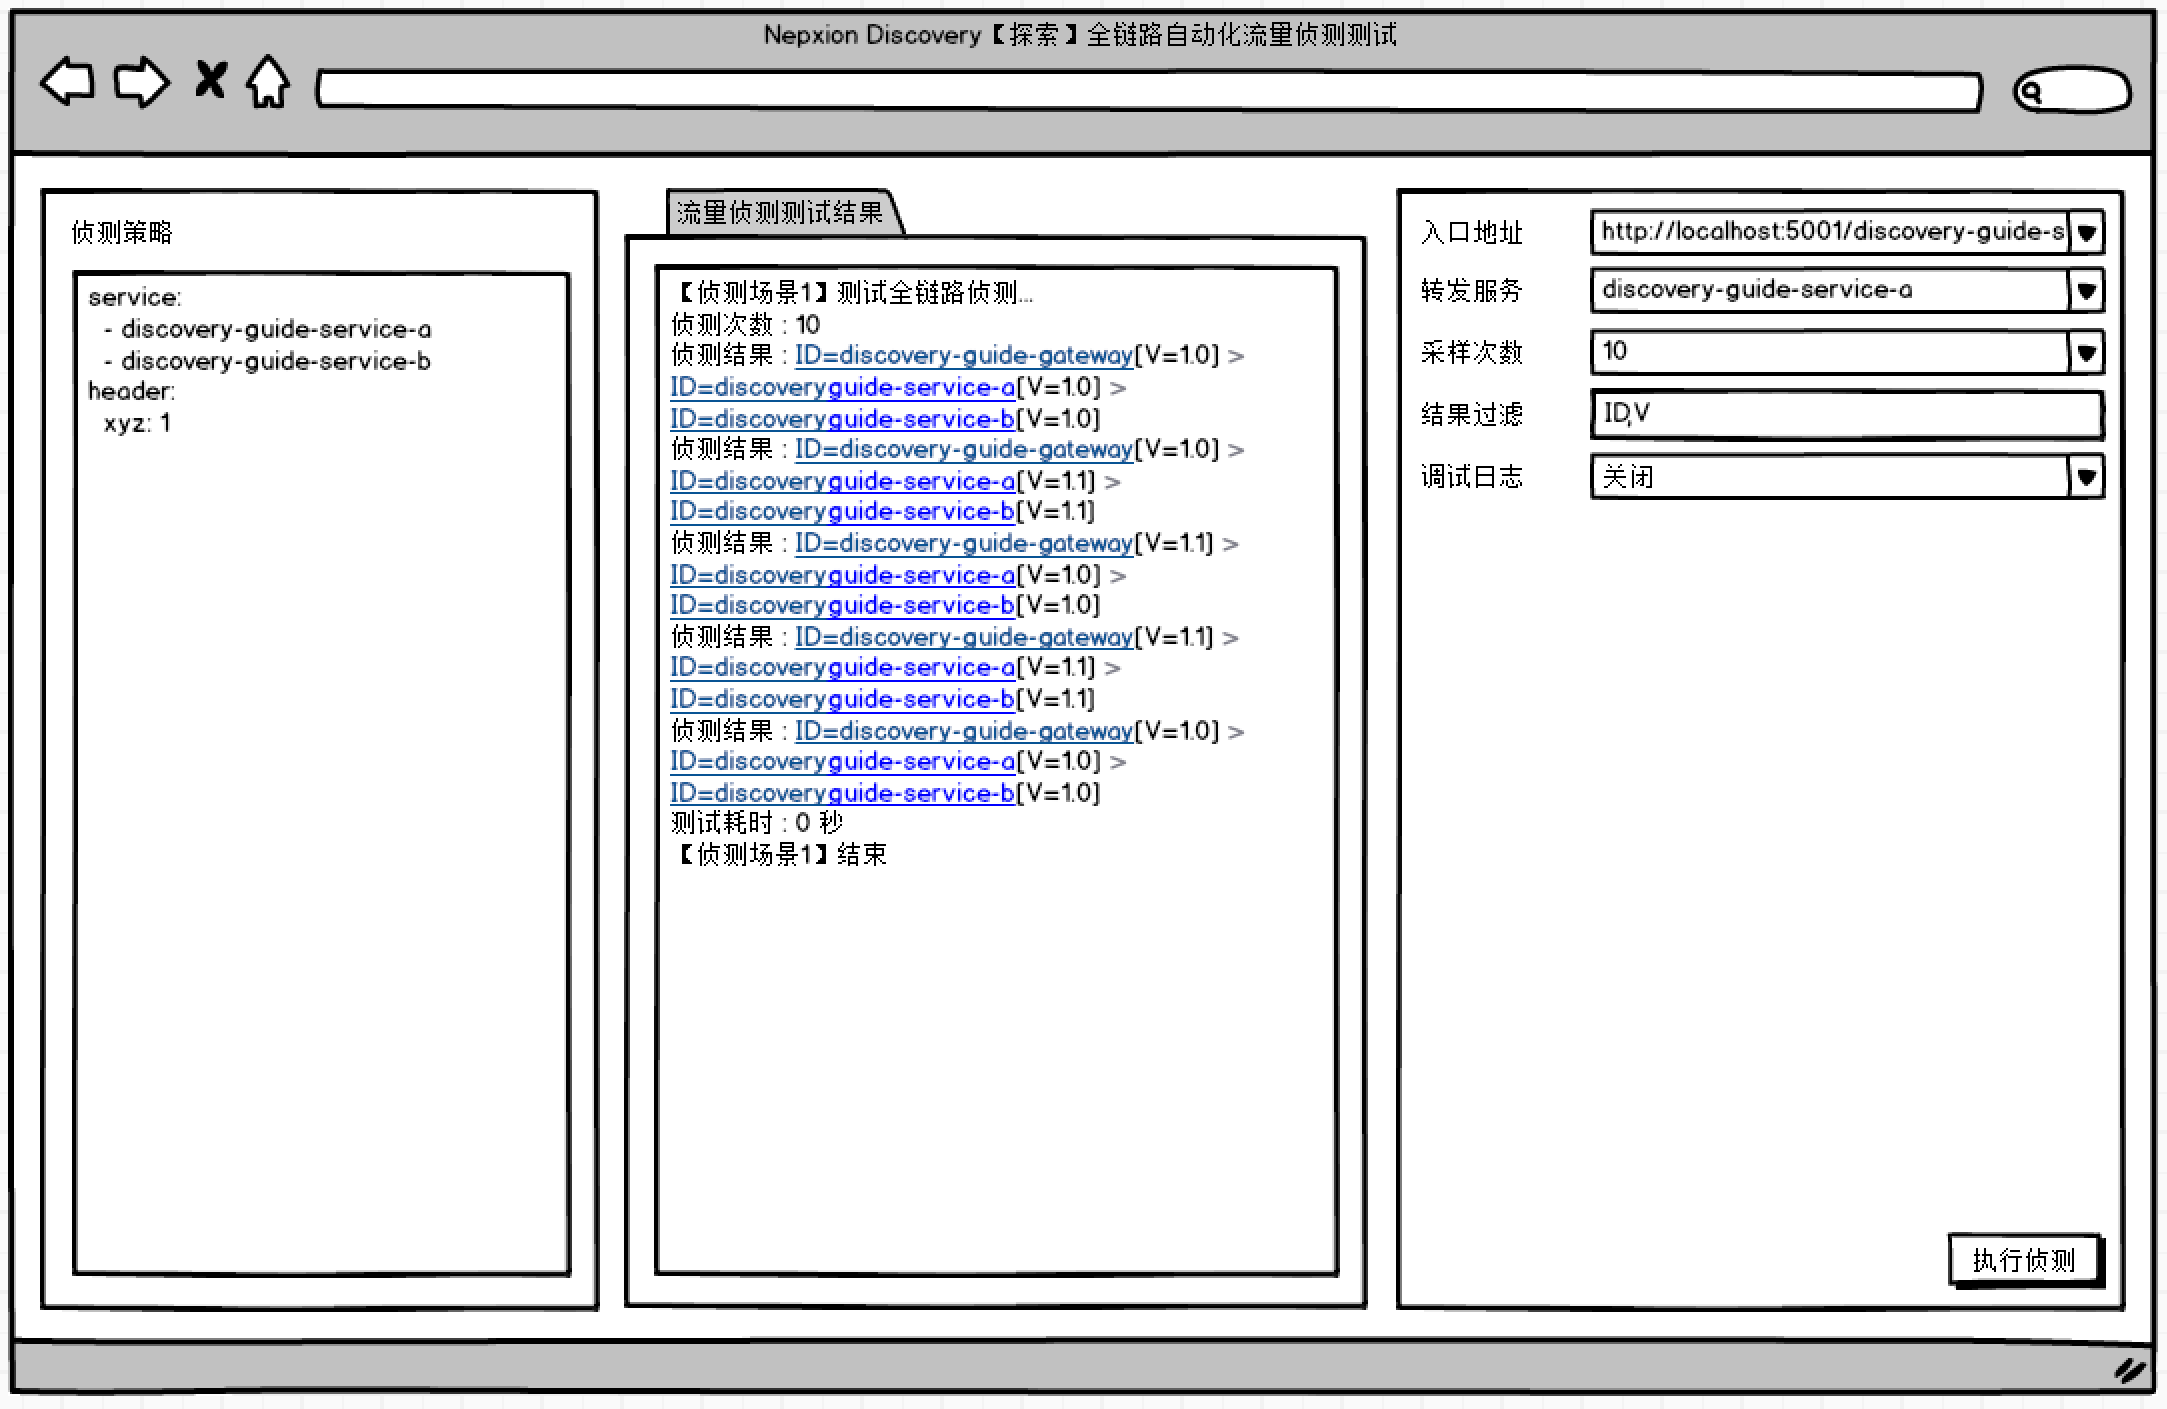 Nepxion Discovery【探索】全链路自动化流量侦测测试
侦测策略
service:
- discovery-guide-service-a
- discovery-guide-service-b
header:
xyz: 1
流量侦测测试结果
【侦测场景1】测试全链路侦测...
侦测次数 : 10
侦测结果 : ID=discovery-guide-gateway[V=1.0] >
ID=discoveryguide-service-a[V=1.0] >
ID=discoveryguide-service-b[V=1.0]
侦测结果 : ID=discovery-guide-gateway[V=1.0] >
ID=discoveryguide-service-a[V=1.1] >
ID=discoveryguide-service-b[V=1.1]
侦测结果 : ID=discovery-guide-gateway[V=1.1] >
ID=discoveryguide-service-a[V=1.0] >
ID=discoveryguide-service-b[V=1.0]
侦测结果 : ID=discovery-guide-gateway[V=1.1] >
ID=discoveryguide-service-a[V=1.1] >
ID=discoveryguide-service-b[V=1.1]
侦测结果 : ID=discovery-guide-gateway[V=1.0] >
ID=discoveryguide-service-a[V=1.0] >
ID=discoveryguide-service-b[V=1.0]
测试耗时 : 0 秒
【侦测场景1】结束
入口地址 http://localhost:5001/discovery-guide-s
转发服务 discovery-guide-service-a
采样次数 10
结果过滤 ID,V
调试日志 关闭
执行侦测